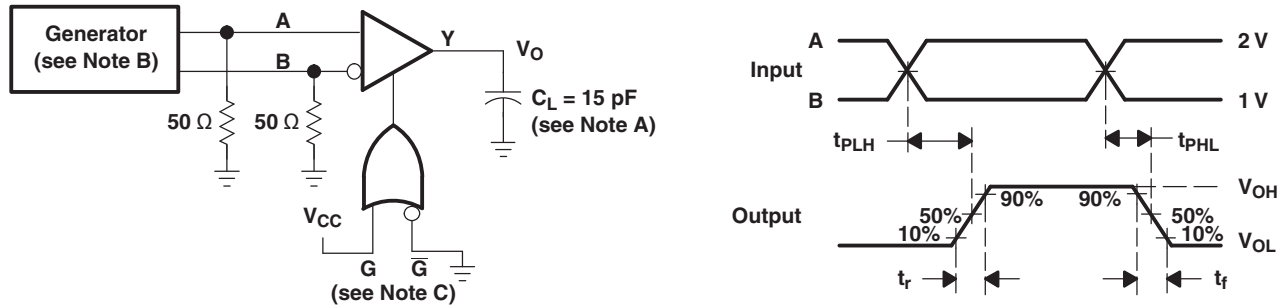 Generator
(see Note B)
A
B
Y
V_O
50 Ω
50 Ω
C_L = 15 pF
(see Note A)
V_CC
G
G̅
(see Note C)
A
Input
B
2 V
1 V
t_PLH
t_PHL
Output
10%
50%
90%
90%
50%
10%
V_OH
V_OL
t_r
t_f